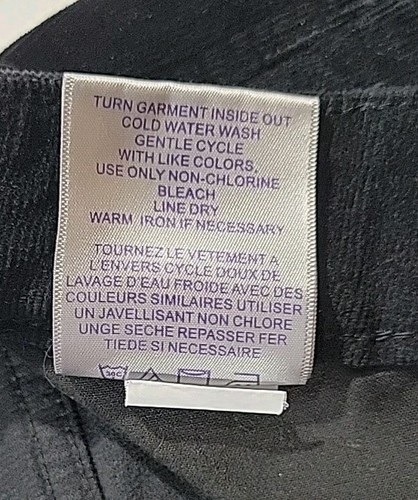 TURN GARMENT INSIDE OUT
COLD WATER WASH
GENTLE CYCLE
WITH LIKE COLORS,
USE ONLY NON-CHLORINE
BLEACH
LINE DRY
WARM IRON IF NECESSARY
TOURNEZ LE VETEMENT A
L'ENVERS CYCLE DOUX DE
LAVAGE D'EAU FROIDE AVEC DES
COULEURS SIMILAIRES UTILISER
UN JAVELLISANT NON CHLORE
UNGE SECHE REPASSER FER
TIEDE SI NECESSAIRE
30C